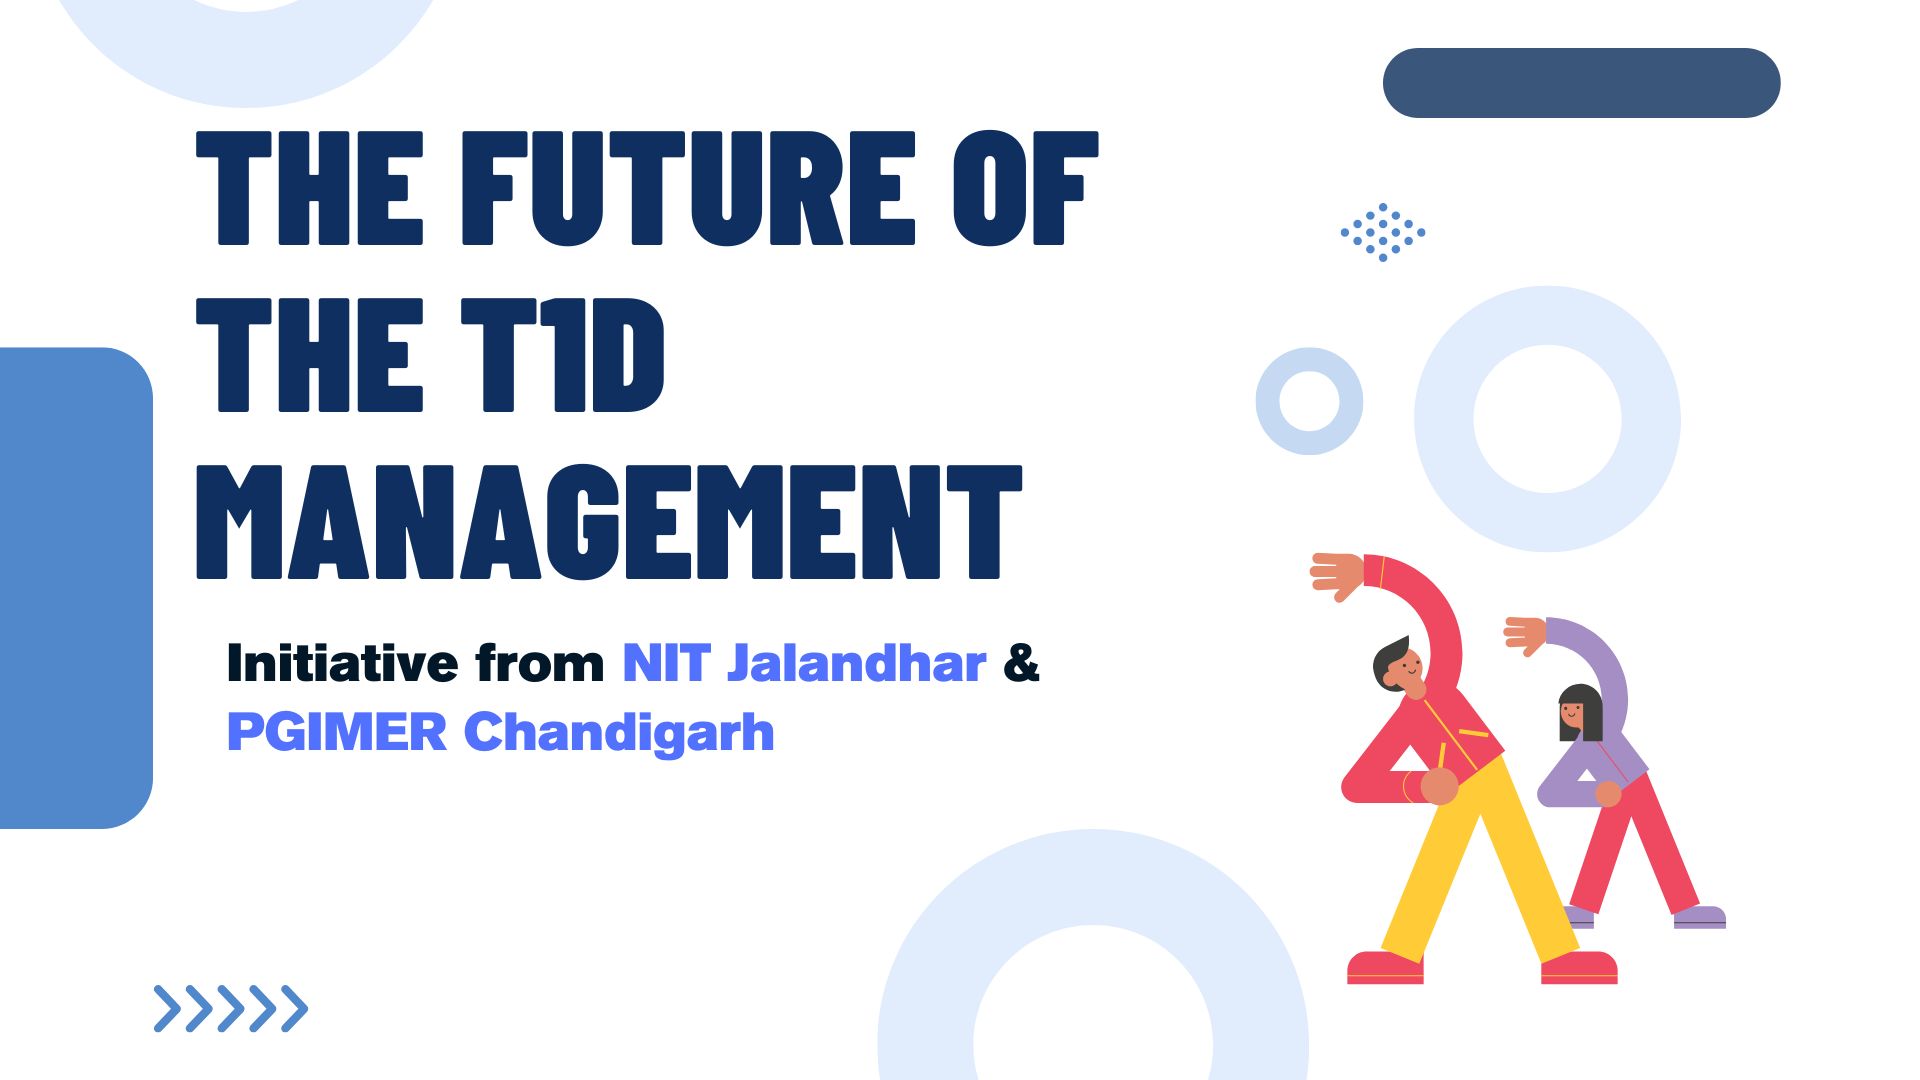 THE FUTURE OF
THE T1D
MANAGEMENT
Initiative from NIT Jalandhar &
PGIMER Chandigarh